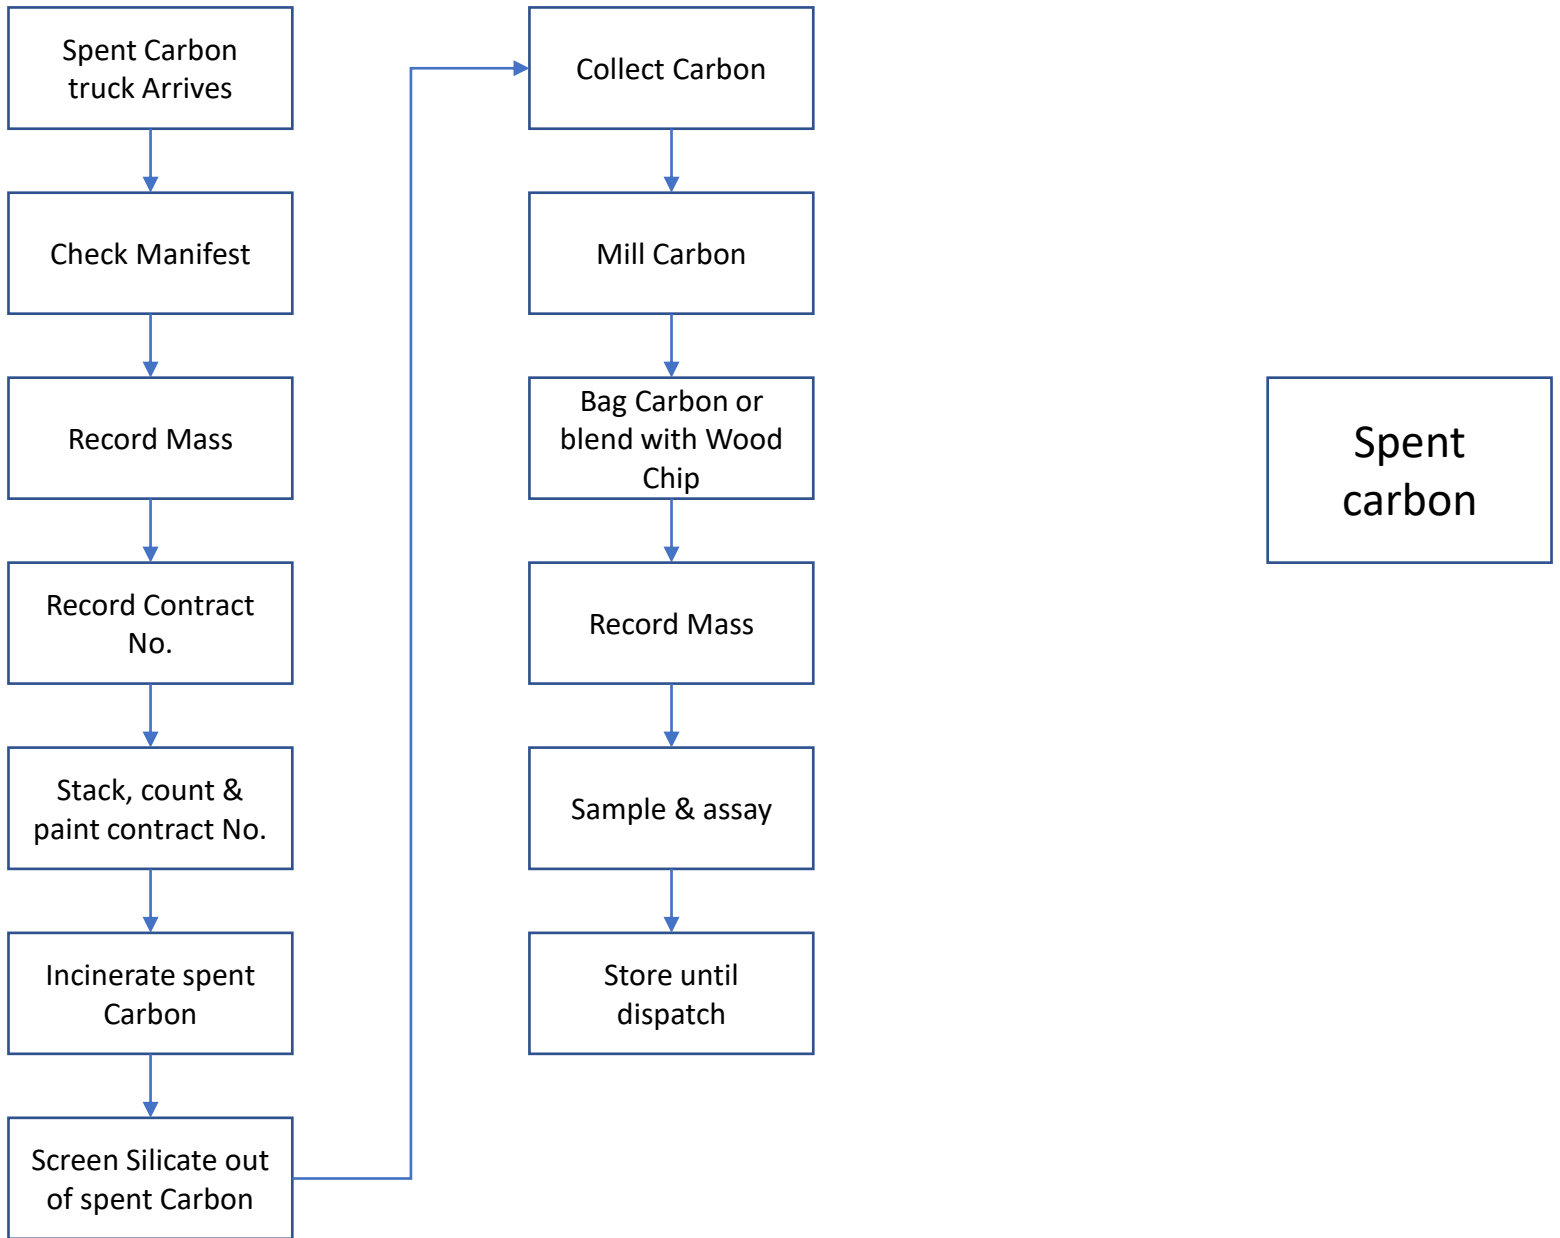 Spent Carbon
truck Arrives
Check Manifest
Record Mass
Record Contract
No.
Stack, count &
paint contract No.
Incinerate spent
Carbon
Screen Silicate out
of spent Carbon
Collect Carbon
Mill Carbon
Bag Carbon or
blend with Wood
Chip
Record Mass
Sample & assay
Store until
dispatch
Spent
carbon